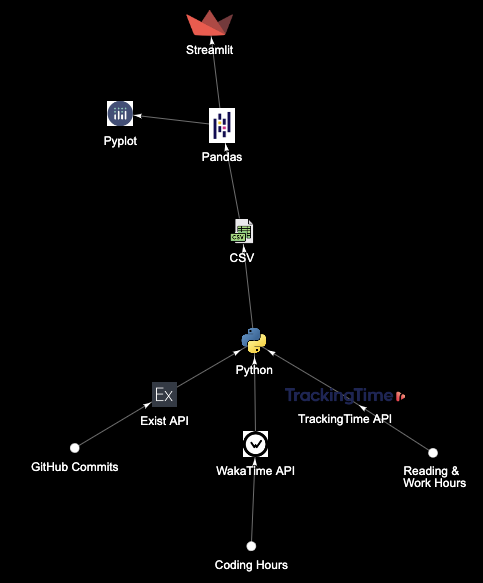 Streamlit
Pyplot
Pandas
CSV
CSV
Python
Ex
TrackingTime
Exist API
TrackingTime API
GitHub Commits
WakaTime API
Reading &
Work Hours
Coding Hours